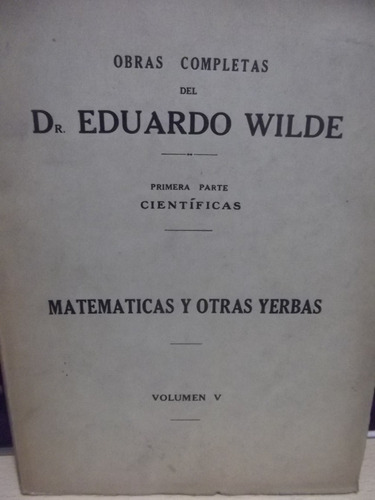 OBRAS COMPLETAS
DEL
DR. EDUARDO WILDE
PRIMERA PARTE
CIENTÍFICAS
MATEMATICAS Y OTRAS YERBAS
VOLUMEN V